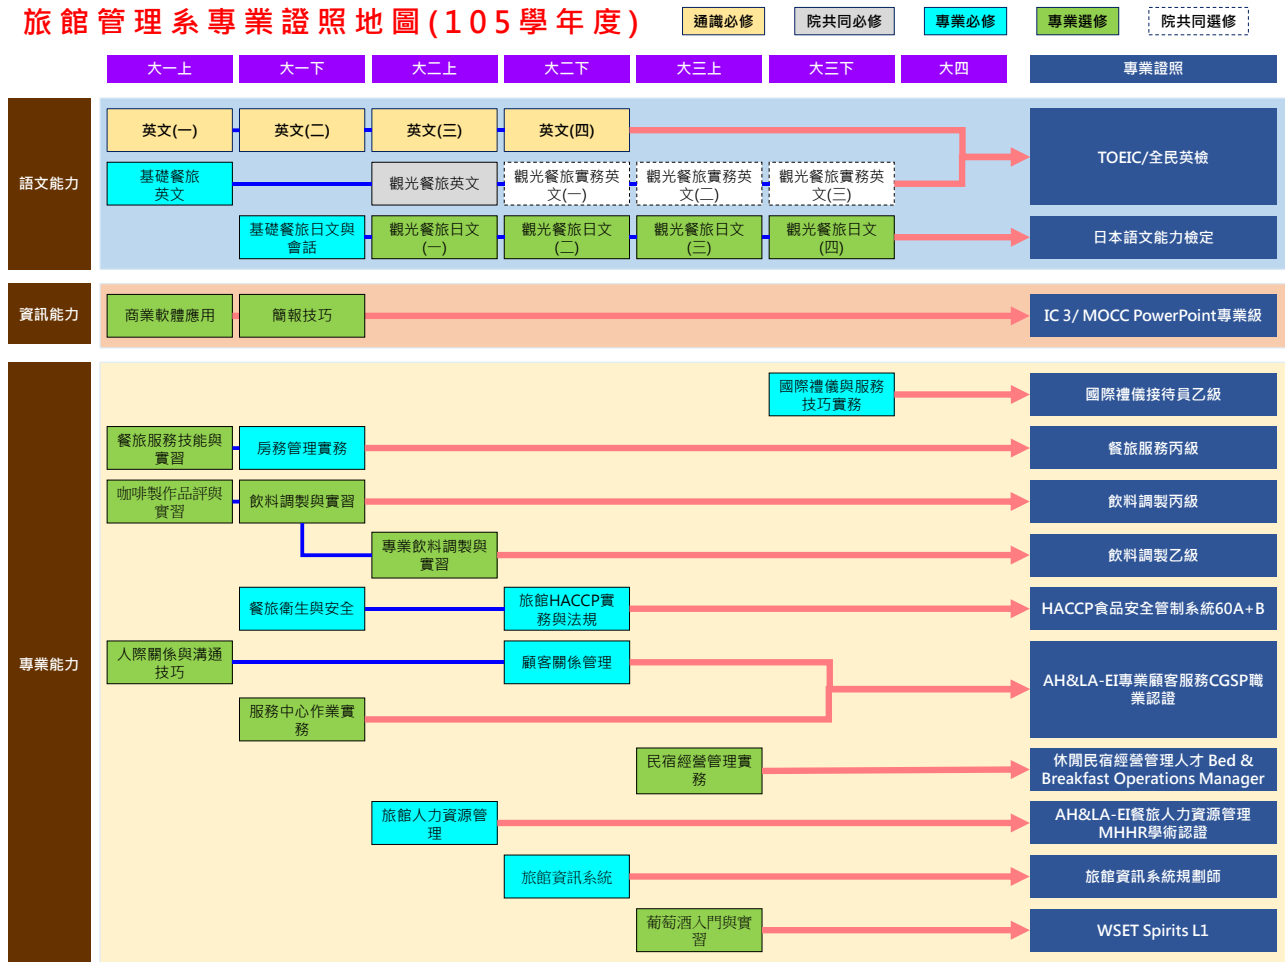 旅館管理系專業證照地圖(105學年度)
通識必修
院共同必修
專業必修
專業選修
院共同選修
大一上
大一下
大二上
大二下
大三上
大三下
大四
專業證照
語文能力
英文(一)
英文(二)
英文(三)
英文(四)
TOEIC/全民英檢
基礎餐旅
英文
觀光餐旅英文
觀光餐旅實務英
文(一)
觀光餐旅實務英
文(二)
觀光餐旅實務英
文(三)
基礎餐旅日文與
會話
觀光餐旅日文
(一)
觀光餐旅日文
(二)
觀光餐旅日文
(三)
觀光餐旅日文
(四)
日本語文能力檢定
資訊能力
商業軟體應用
簡報技巧
IC 3/ MOCC PowerPoint專業級
專業能力
國際禮儀與服務
技巧實務
國際禮儀接待員乙級
餐旅服務技能與
實習
房務管理實務
餐旅服務丙級
咖啡製作品評與
實習
飲料調製與實習
飲料調製丙級
專業飲料調製與
實習
飲料調製乙級
餐旅衛生與安全
旅館HACCP實
務與法規
HACCP食品安全管制系統60A+B
人際關係與溝通
技巧
顧客關係管理
AH&LA-EI專業顧客服務CGSP職
業認證
服務中心作業實
務
民宿經營管理實
務
休閒民宿經營管理人才 Bed &
Breakfast Operations Manager
旅館人力資源管
理
AH&LA-EI餐旅人力資源管理
MHHR學術認證
旅館資訊系統
旅館資訊系統規劃師
葡萄酒入門與實
習
WSET Spirits L1